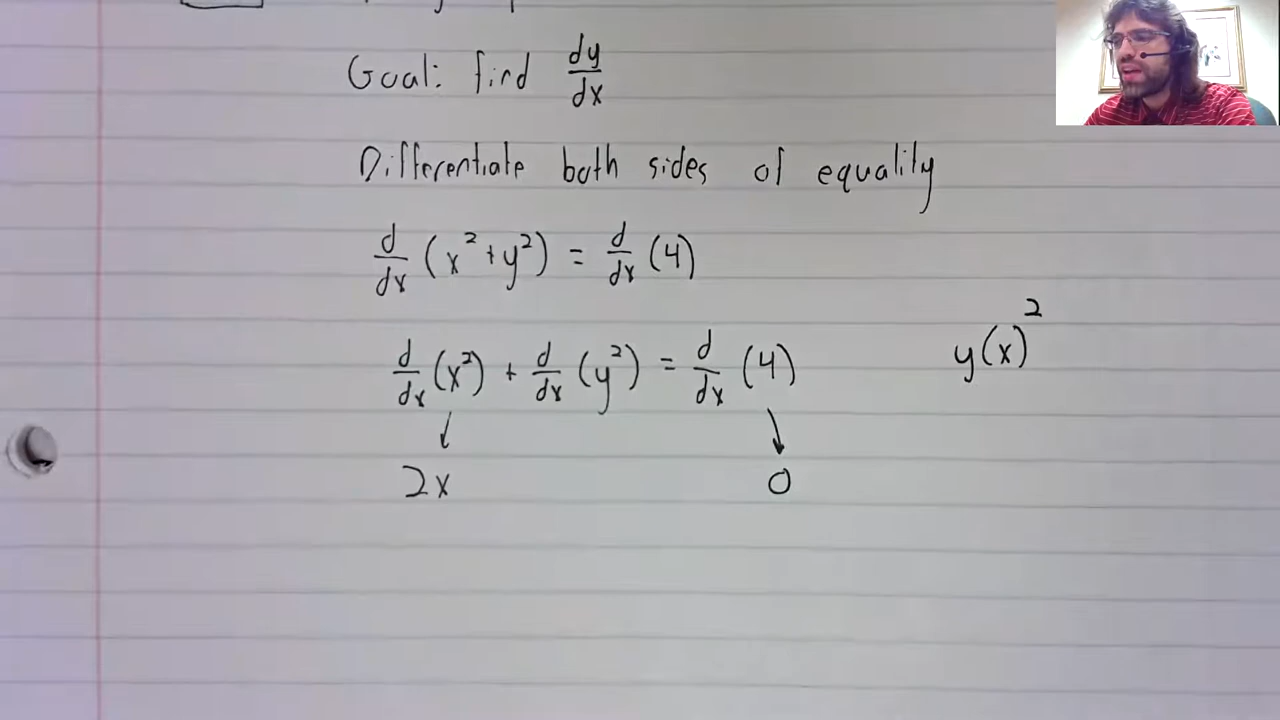 Goal: find dy/dx
Differentiate both sides of equality
d/dx (x² + y²) = d/dx (4)
d/dx (x²) + d/dx (y²) = d/dx (4)
y(x)²
↓ ↘
2x 0